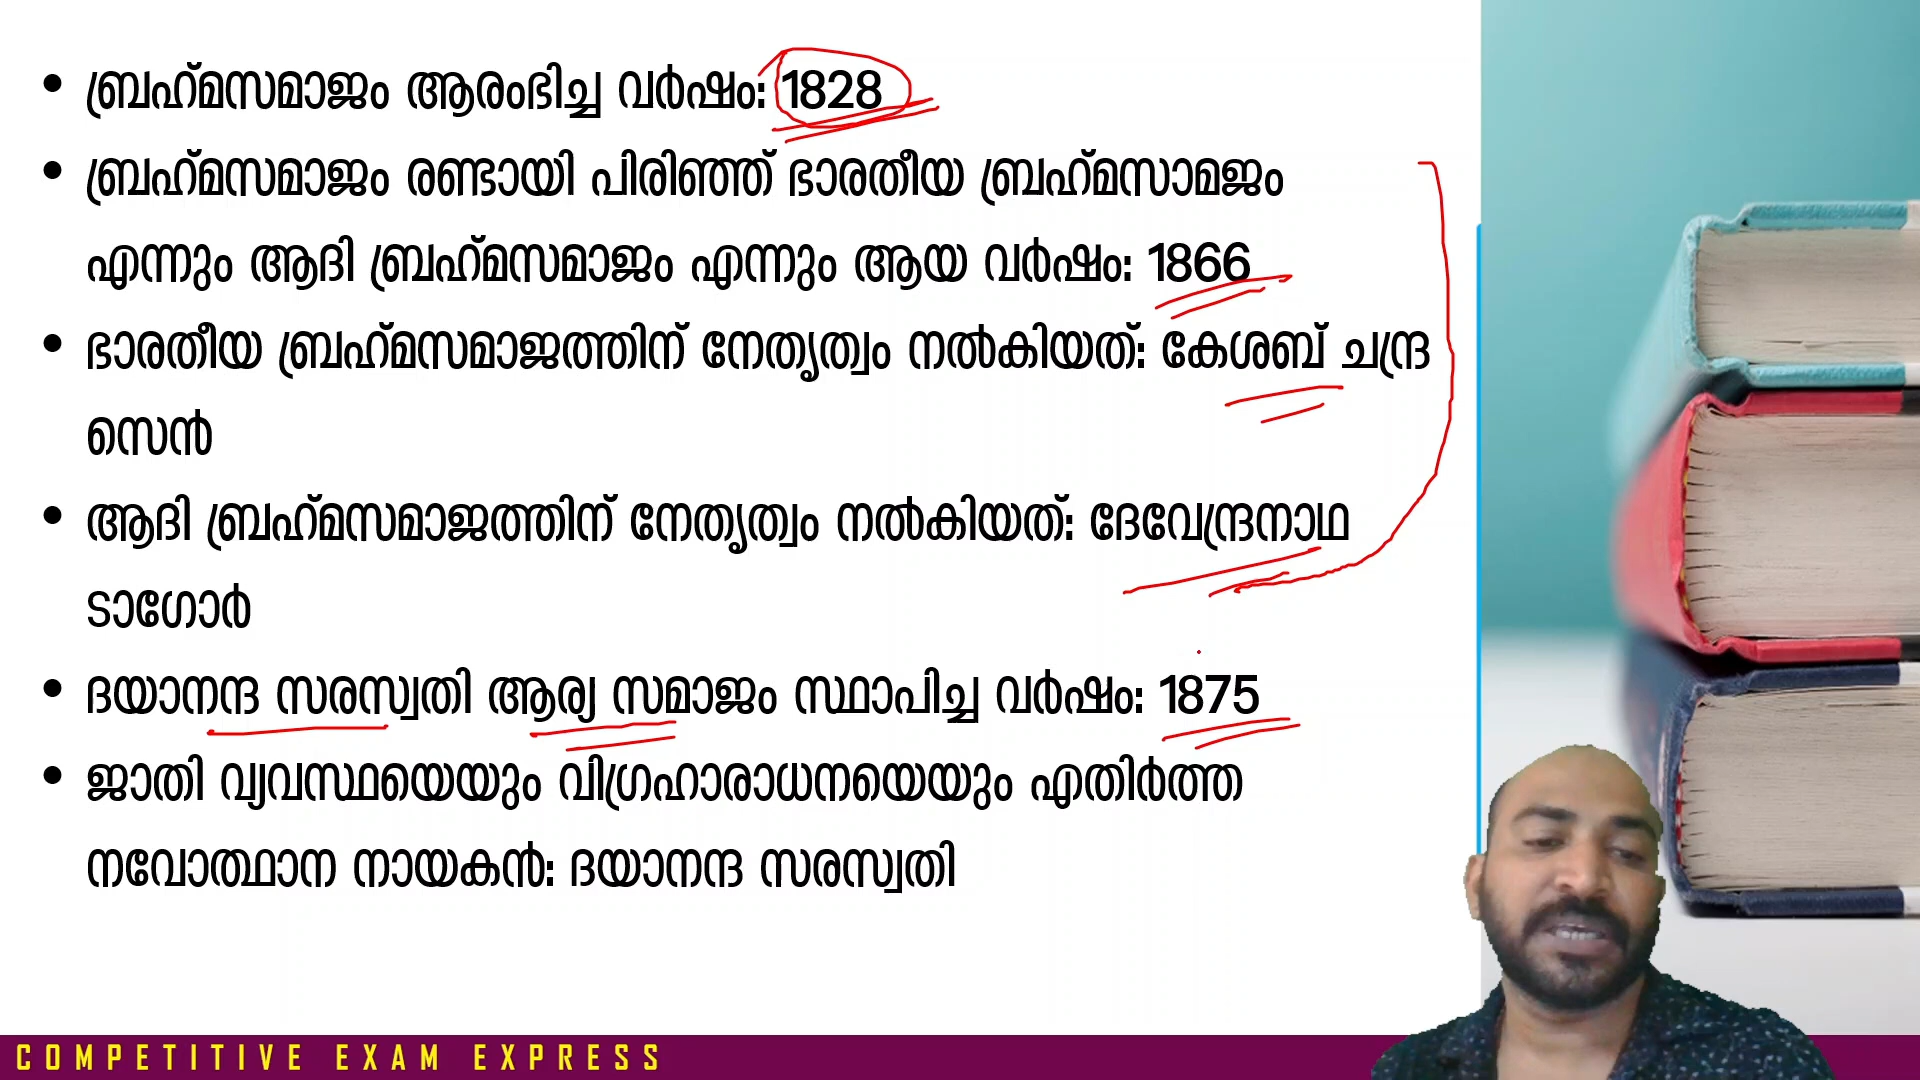 • ബ്രഹ്‌മസമാജം ആരംഭിച്ച വർഷം: 1828
• ബ്രഹ്‌മസമാജം രണ്ടായി പിരിഞ്ഞ് ഭാരതീയ ബ്രഹ്‌മസാമജം
എന്നും ആദി ബ്രഹ്‌മസമാജം എന്നും ആയ വർഷം: 1866
• ഭാരതീയ ബ്രഹ്‌മസമാജത്തിന് നേതൃത്വം നൽകിയത്: കേശബ് ചന്ദ്ര
സെൻ
• ആദി ബ്രഹ്‌മസമാജത്തിന് നേതൃത്വം നൽകിയത്: ദേവേന്ദ്രനാഥ
ടാഗോർ
• ദയാനന്ദ സരസ്വതി ആര്യ സമാജം സ്ഥാപിച്ച വർഷം: 1875
• ജാതി വ്യവസ്ഥയെയും വിഗ്രഹാരാധനയെയും എതിർത്ത
നവോത്ഥാന നായകൻ: ദയാനന്ദ സരസ്വതി
COMPETITIVE EXAM EXPRESS